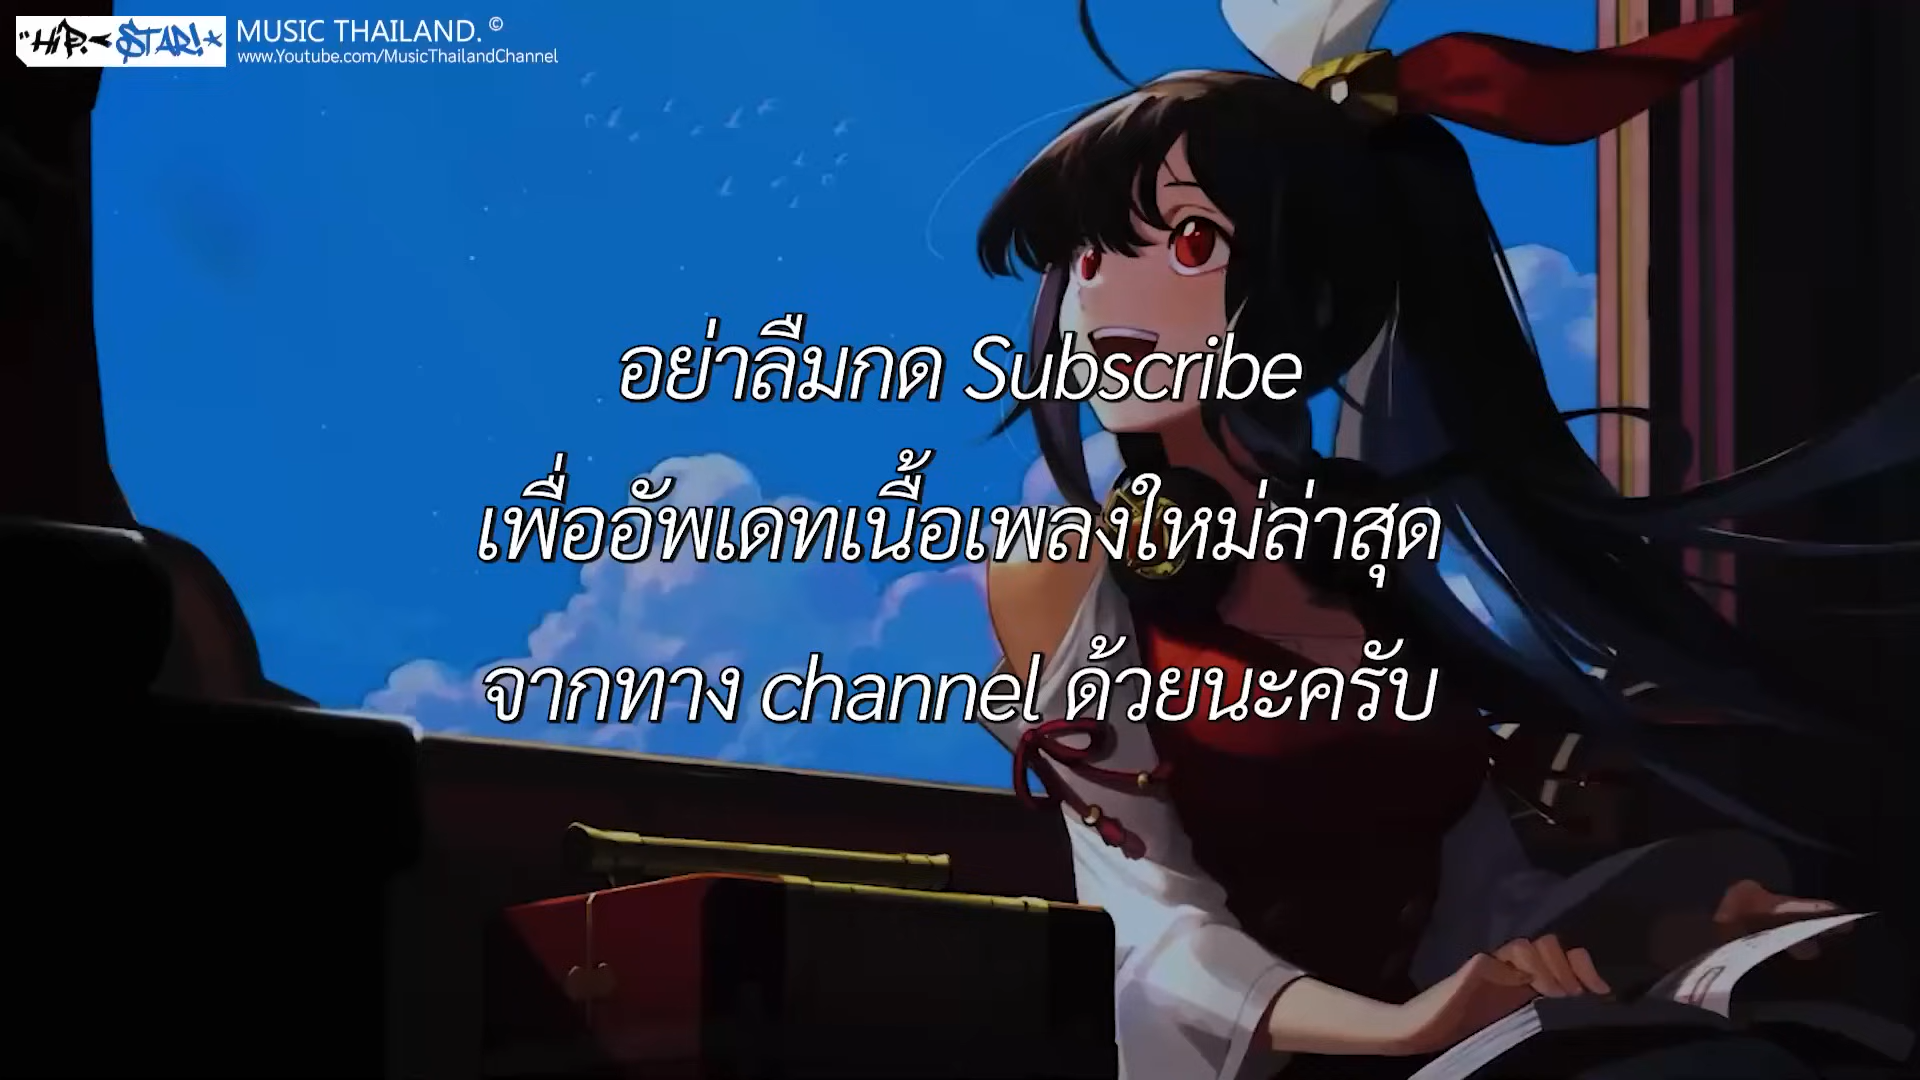 "HiP.< STAR!★ MUSIC THAILAND.©
www.Youtube.com/MusicThailandChannel
อย่าลืมกด Subscribe
เพื่ออัพเดทเนื้อเพลงใหม่ล่าสุด
จากทาง channel ด้วยนะครับ